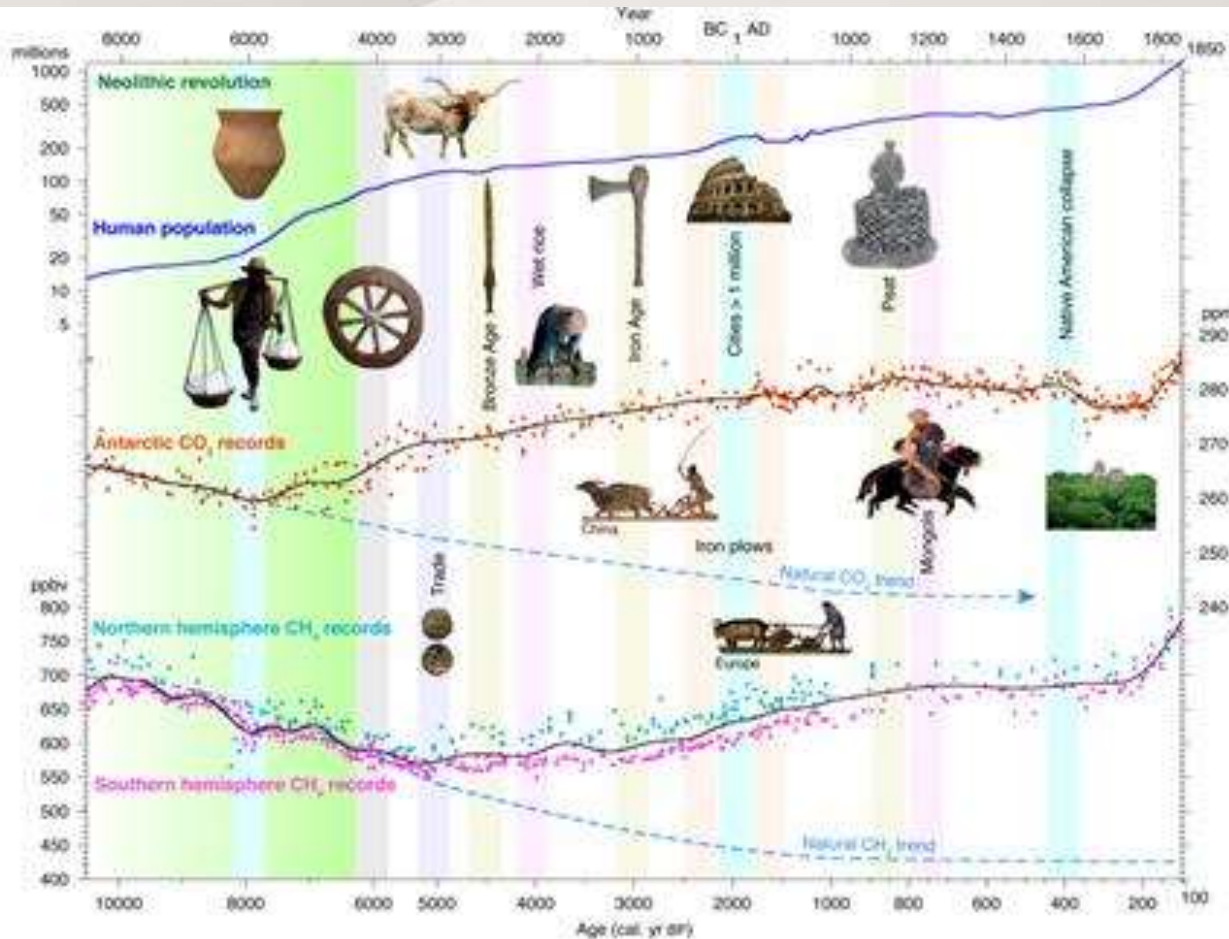 Year
8000 6000 4000 3000 2000 1000 BC 1 AD 1000 1200 1400 1600 1800 1850
millions
1000
500
200
100
50
20
10
5
Neolithic revolution
Human population
Bronze Age
Wet rice
Iron Age
Cities > 1 million
Peat
Native American collapse
ppm
290
280
270
260
250
240
Antarctic CO₂ records
China
Iron plows
Mongols
Natural CO₂ trend
Trade
ppbv
800
750
700
650
600
550
500
450
400
Northern hemisphere CH₄ records
Europe
Southern hemisphere CH₄ records
Natural CH₄ trend
10000 8000 6000 5000 4000 3000 2000 1000 800 600 400 200 100
Age (cal. yr BP)